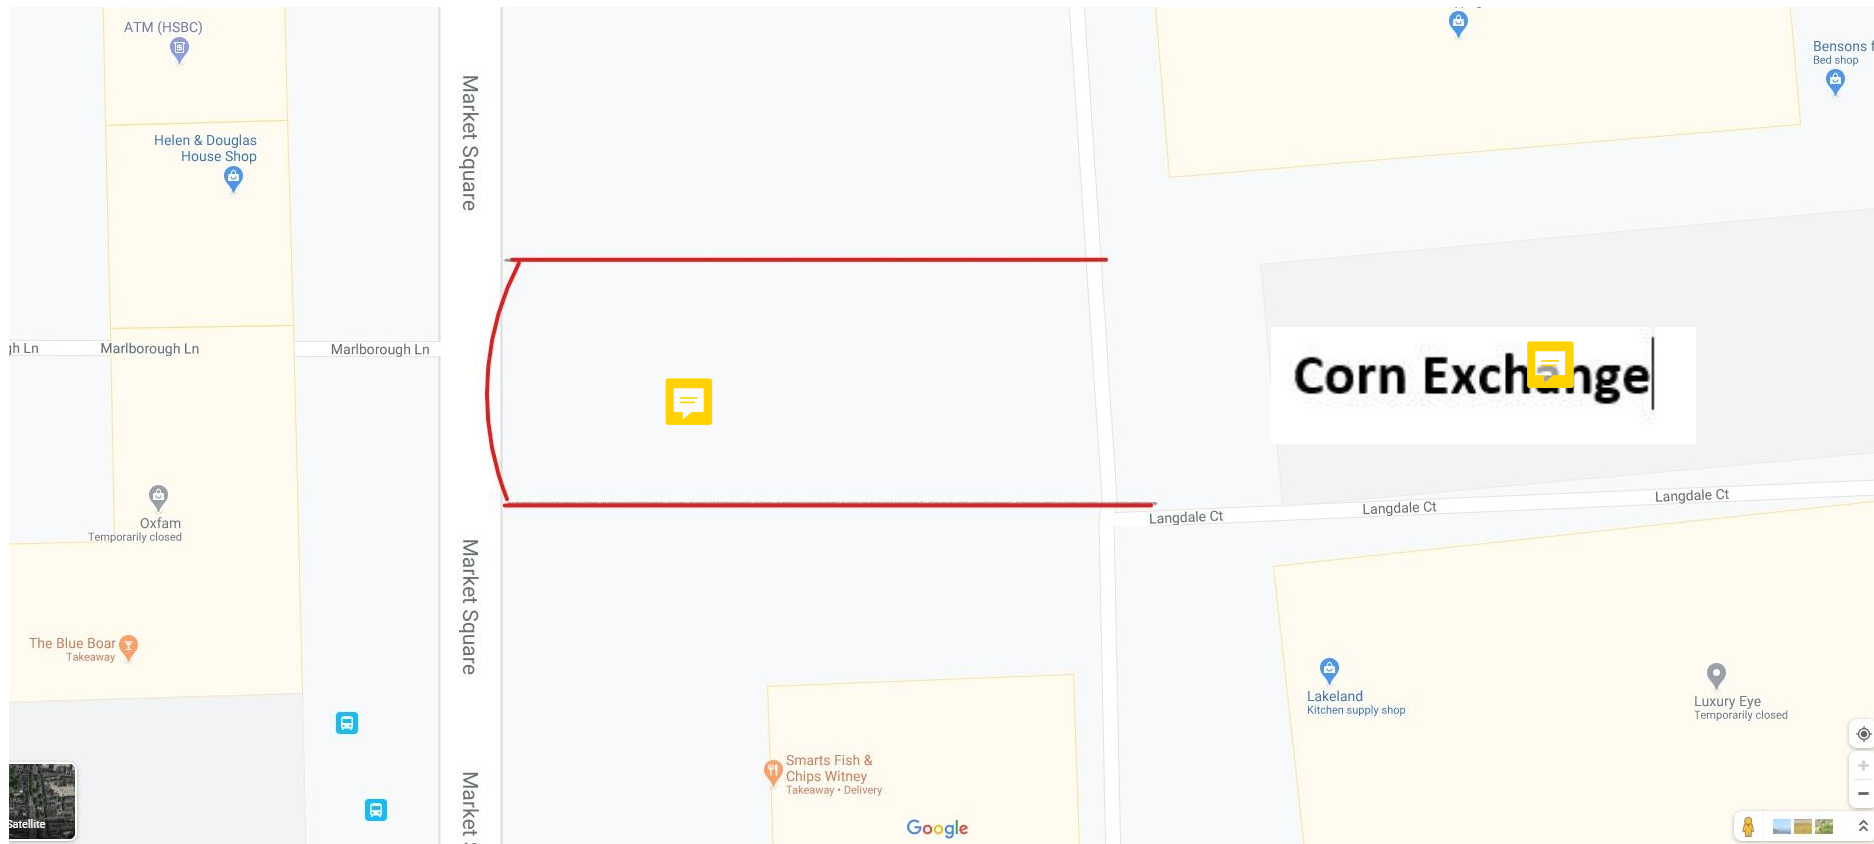 ATM (HSBC)
Helen & Douglas
House Shop
Market Square
Bensons f
Bed shop
gh Ln
Marlborough Ln
Marlborough Ln
Corn Exchange
Oxfam
Temporarily closed
Langdale Ct
Langdale Ct
Langdale Ct
Market Square
The Blue Boar
Takeaway
Lakeland
Kitchen supply shop
Luxury Eye
Temporarily closed
Smarts Fish &
Chips Witney
Takeaway • Delivery
Market S
Satellite
Google